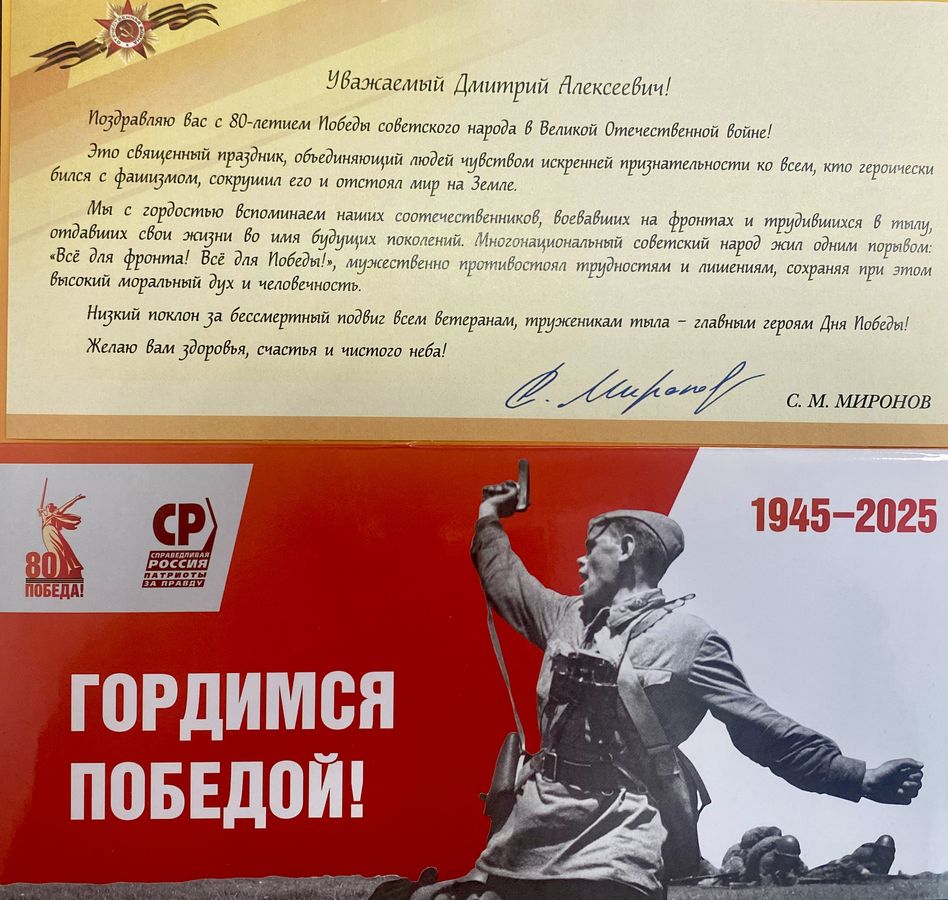 Уважаемый Дмитрий Алексеевич!
Поздравляю вас с 80-летием Победы советского народа в Великой Отечественной войне!
Это священный праздник, объединяющий людей чувством искренней признательности ко всем, кто героически
бился с фашизмом, сокрушил его и отстоял мир на Земле.
Мы с гордостью вспоминаем наших соотечественников, воевавших на фронтах и трудившихся в тылу,
отдавших свои жизни во имя будущих поколений. Многонациональный советский народ жил одним порывом:
«Всё для фронта! Всё для Победы!», мужественно противостоял трудностям и лишениям, сохраняя при этом
высокий моральный дух и человечность.
Низкий поклон за бессмертный подвиг всем ветеранам, труженикам тыла – главным героям Дня Победы!
Желаю вам здоровья, счастья и чистого неба!
С. Миронов
С. М. МИРОНОВ
80
ПОБЕДА!
СР
СПРАВЕДЛИВАЯ
РОССИЯ
ПАТРИОТЫ
ЗА ПРАВДУ
1945–2025
ГОРДИМСЯ
ПОБЕДОЙ!